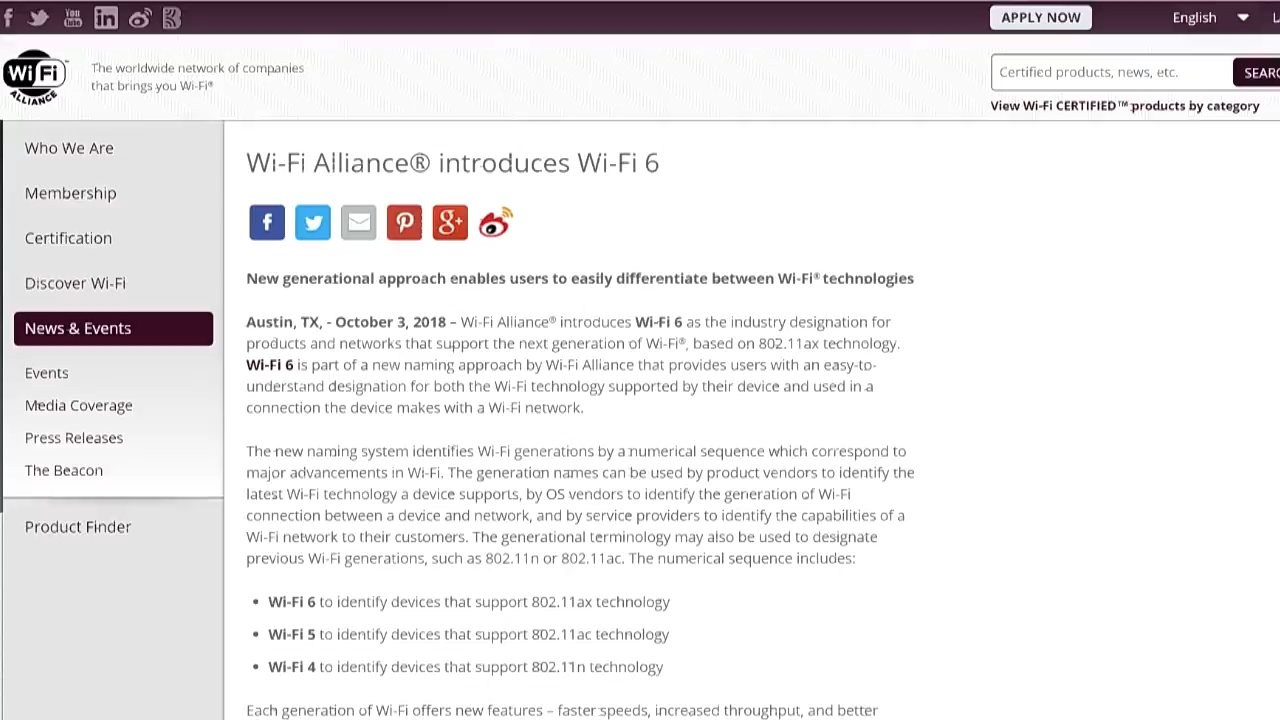 You
Tube
in
APPLY NOW
English
Wi Fi
ALLIANCE
The worldwide network of companies
that brings you Wi-Fi®
Certified products, news, etc.
SEARC
View Wi-Fi CERTIFIED™ products by category
Who We Are
Membership
Certification
Discover Wi-Fi
News & Events
Events
Media Coverage
Press Releases
The Beacon
Product Finder
Wi-Fi Alliance® introduces Wi-Fi 6
New generational approach enables users to easily differentiate between Wi-Fi® technologies
Austin, TX, - October 3, 2018 – Wi-Fi Alliance® introduces Wi-Fi 6 as the industry designation for
products and networks that support the next generation of Wi-Fi®, based on 802.11ax technology.
Wi-Fi 6 is part of a new naming approach by Wi-Fi Alliance that provides users with an easy-to-
understand designation for both the Wi-Fi technology supported by their device and used in a
connection the device makes with a Wi-Fi network.
The new naming system identifies Wi-Fi generations by a numerical sequence which correspond to
major advancements in Wi-Fi. The generation names can be used by product vendors to identify the
latest Wi-Fi technology a device supports, by OS vendors to identify the generation of Wi-Fi
connection between a device and network, and by service providers to identify the capabilities of a
Wi-Fi network to their customers. The generational terminology may also be used to designate
previous Wi-Fi generations, such as 802.11n or 802.11ac. The numerical sequence includes:
• Wi-Fi 6 to identify devices that support 802.11ax technology
• Wi-Fi 5 to identify devices that support 802.11ac technology
• Wi-Fi 4 to identify devices that support 802.11n technology
Each generation of Wi-Fi offers new features – faster speeds, increased throughput, and better